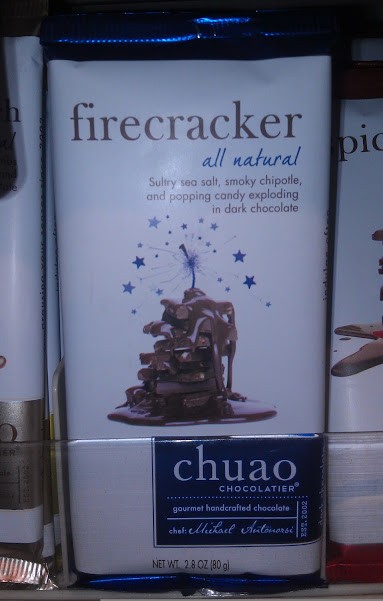 firecracker
all natural
Sultry sea salt, smoky chipotle,
and popping candy exploding
in dark chocolate
chuao
CHOCOLATIER®
gourmet handcrafted chocolate
chef: Michael Antonorsi
EST. 2002
NET WT. 2.8 OZ (80 g)
pic